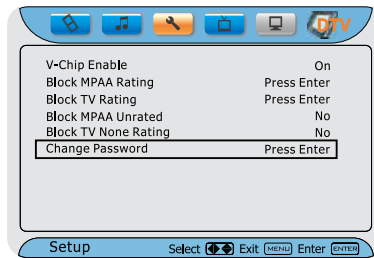 DTV
V-Chip Enable On
Block MPAA Rating Press Enter
Block TV Rating Press Enter
Block MPAA Unrated No
Block TV None Rating No
Change Password Press Enter
Setup Select Exit MENU Enter ENTER